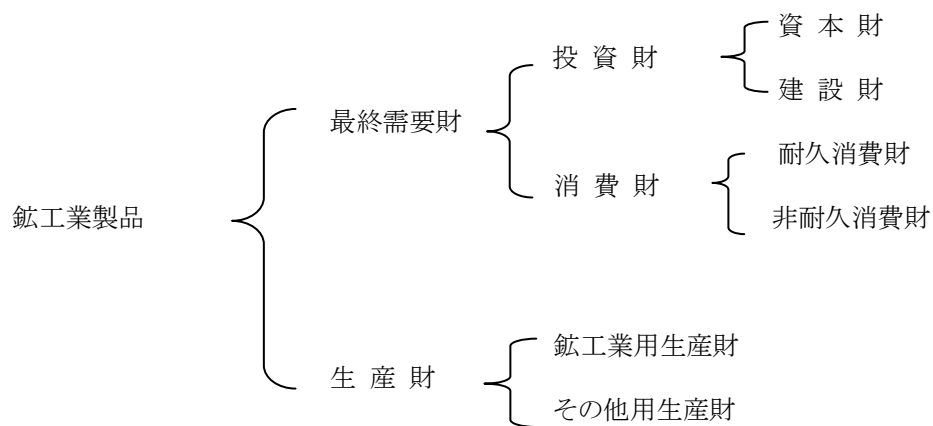 資 本 財
投 資 財
建 設 財
最終需要財
耐久消費財
消 費 財
鉱工業製品
非耐久消費財
鉱工業用生産財
生 産 財
その他用生産財